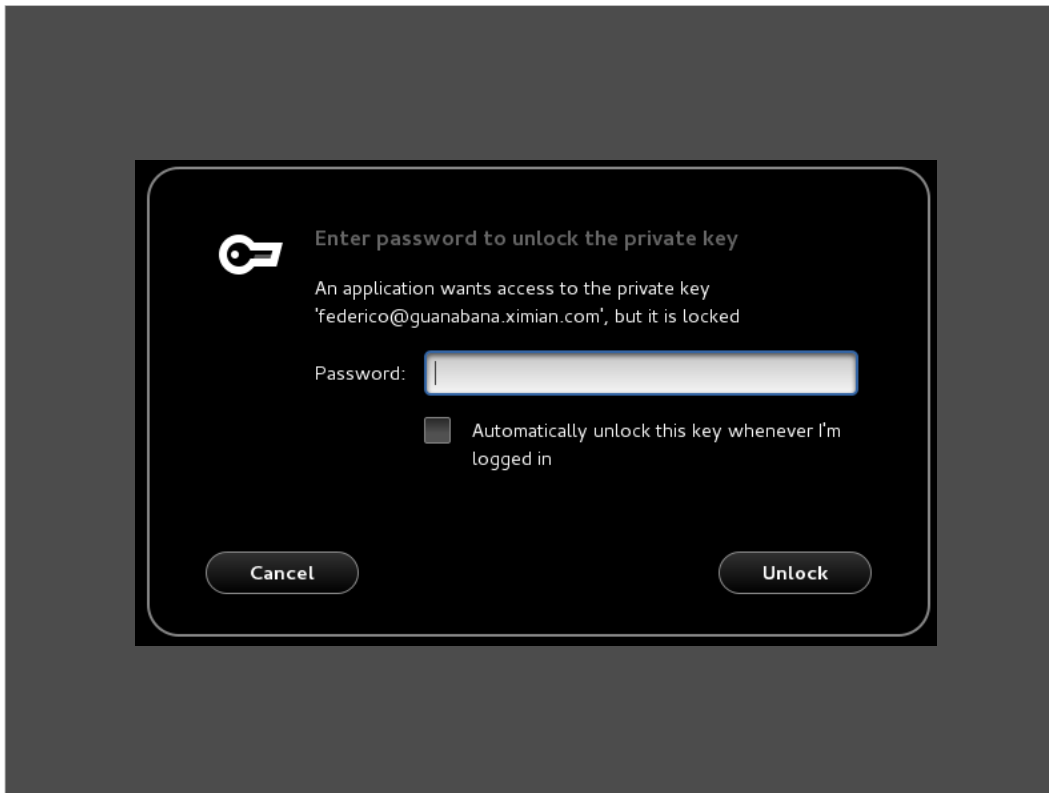 Enter password to unlock the private key
An application wants access to the private key
'federico@guanabana.ximian.com', but it is locked
Password:
Automatically unlock this key whenever I'm
logged in
Cancel
Unlock